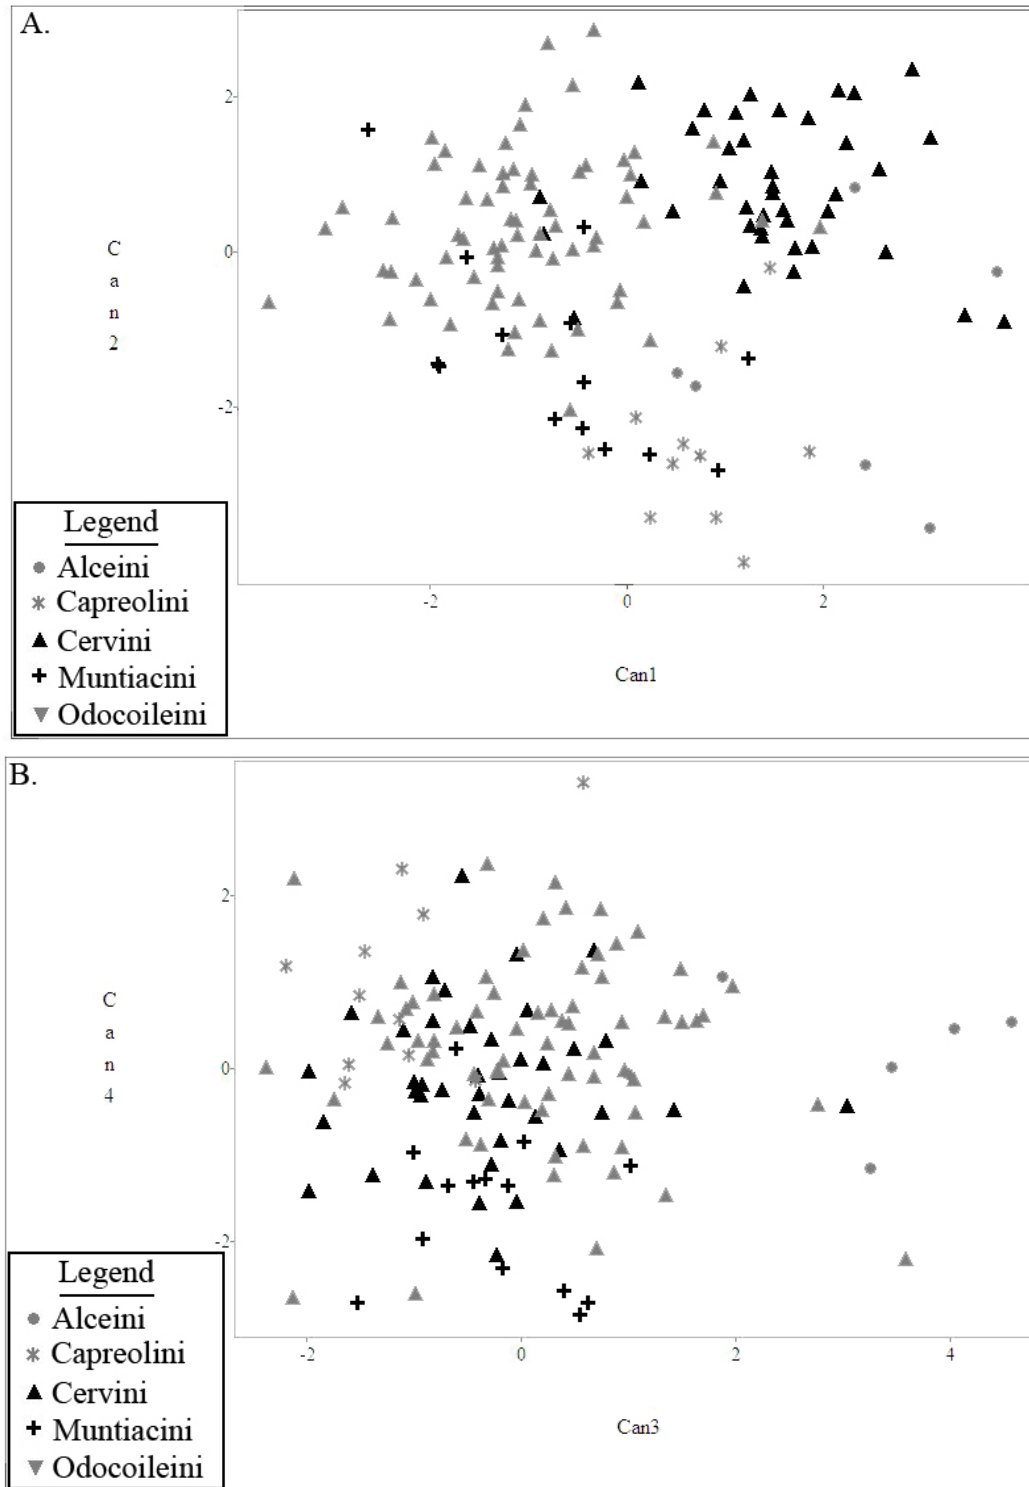 A.
2
0
-2
C
a
n
2
-2 0 2
Can1
Legend
Alceini
Capreolini
Cervini
Muntiacini
Odocoileini
B.
2
0
-2
C
a
n
4
-2 0 2 4
Can3
Legend
Alceini
Capreolini
Cervini
Muntiacini
Odocoileini